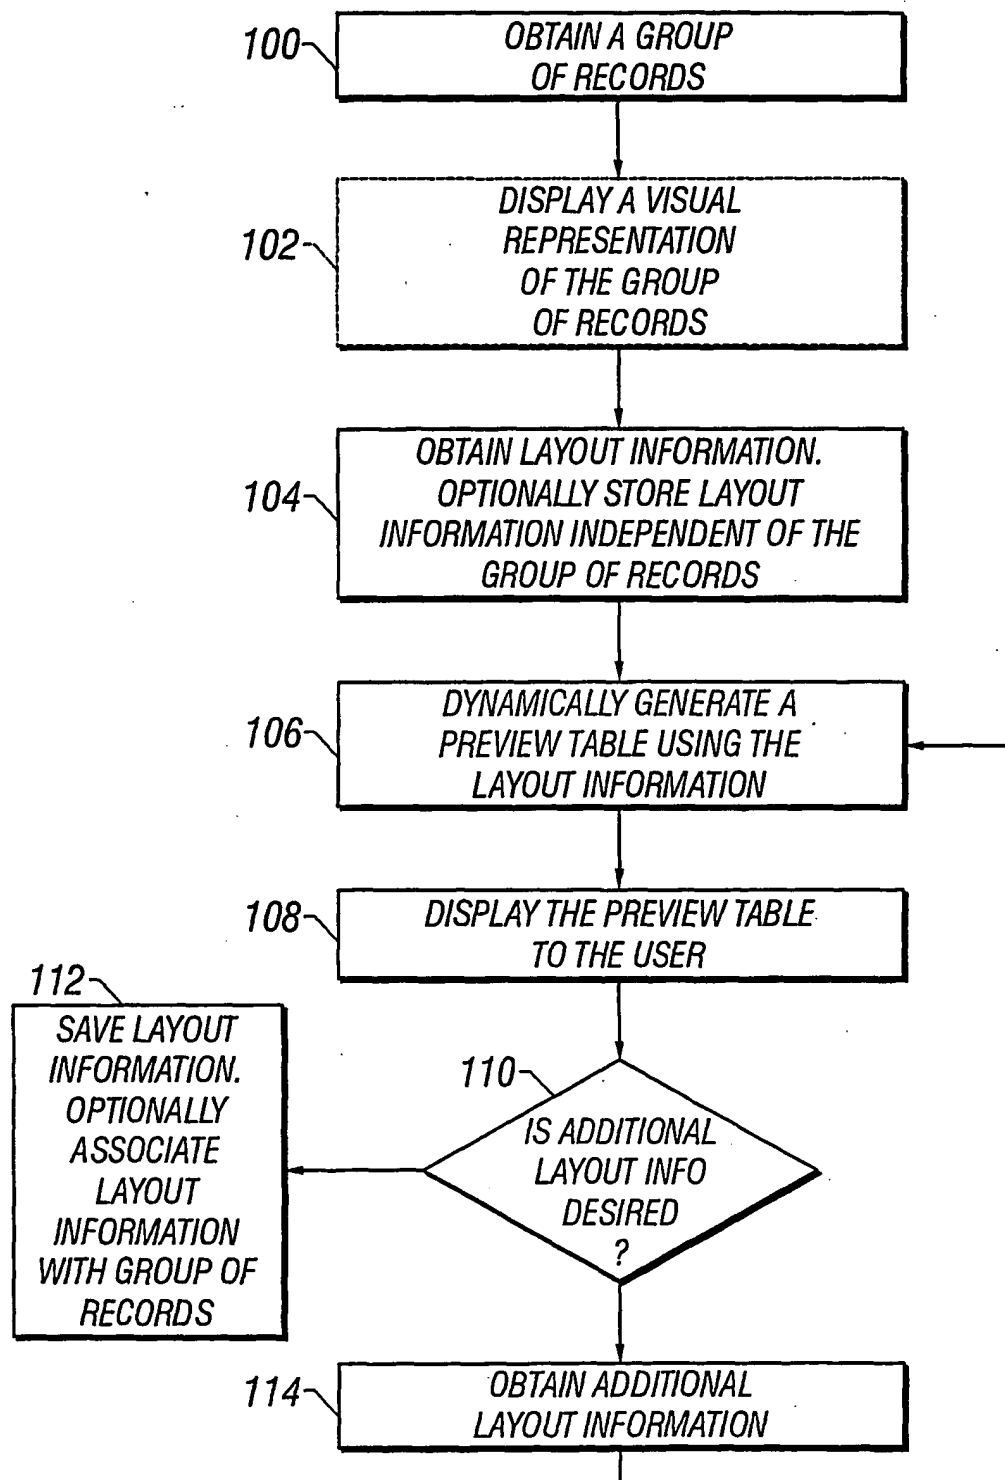 100
OBTAIN A GROUP
OF RECORDS
102
DISPLAY A VISUAL
REPRESENTATION
OF THE GROUP
OF RECORDS
104
OBTAIN LAYOUT INFORMATION.
OPTIONALLY STORE LAYOUT
INFORMATION INDEPENDENT OF THE
GROUP OF RECORDS
106
DYNAMICALLY GENERATE A
PREVIEW TABLE USING THE
LAYOUT INFORMATION
108
DISPLAY THE PREVIEW TABLE
TO THE USER
110
IS ADDITIONAL
LAYOUT INFO
DESIRED
?
112
SAVE LAYOUT
INFORMATION.
OPTIONALLY
ASSOCIATE
LAYOUT
INFORMATION
WITH GROUP OF
RECORDS
114
OBTAIN ADDITIONAL
LAYOUT INFORMATION